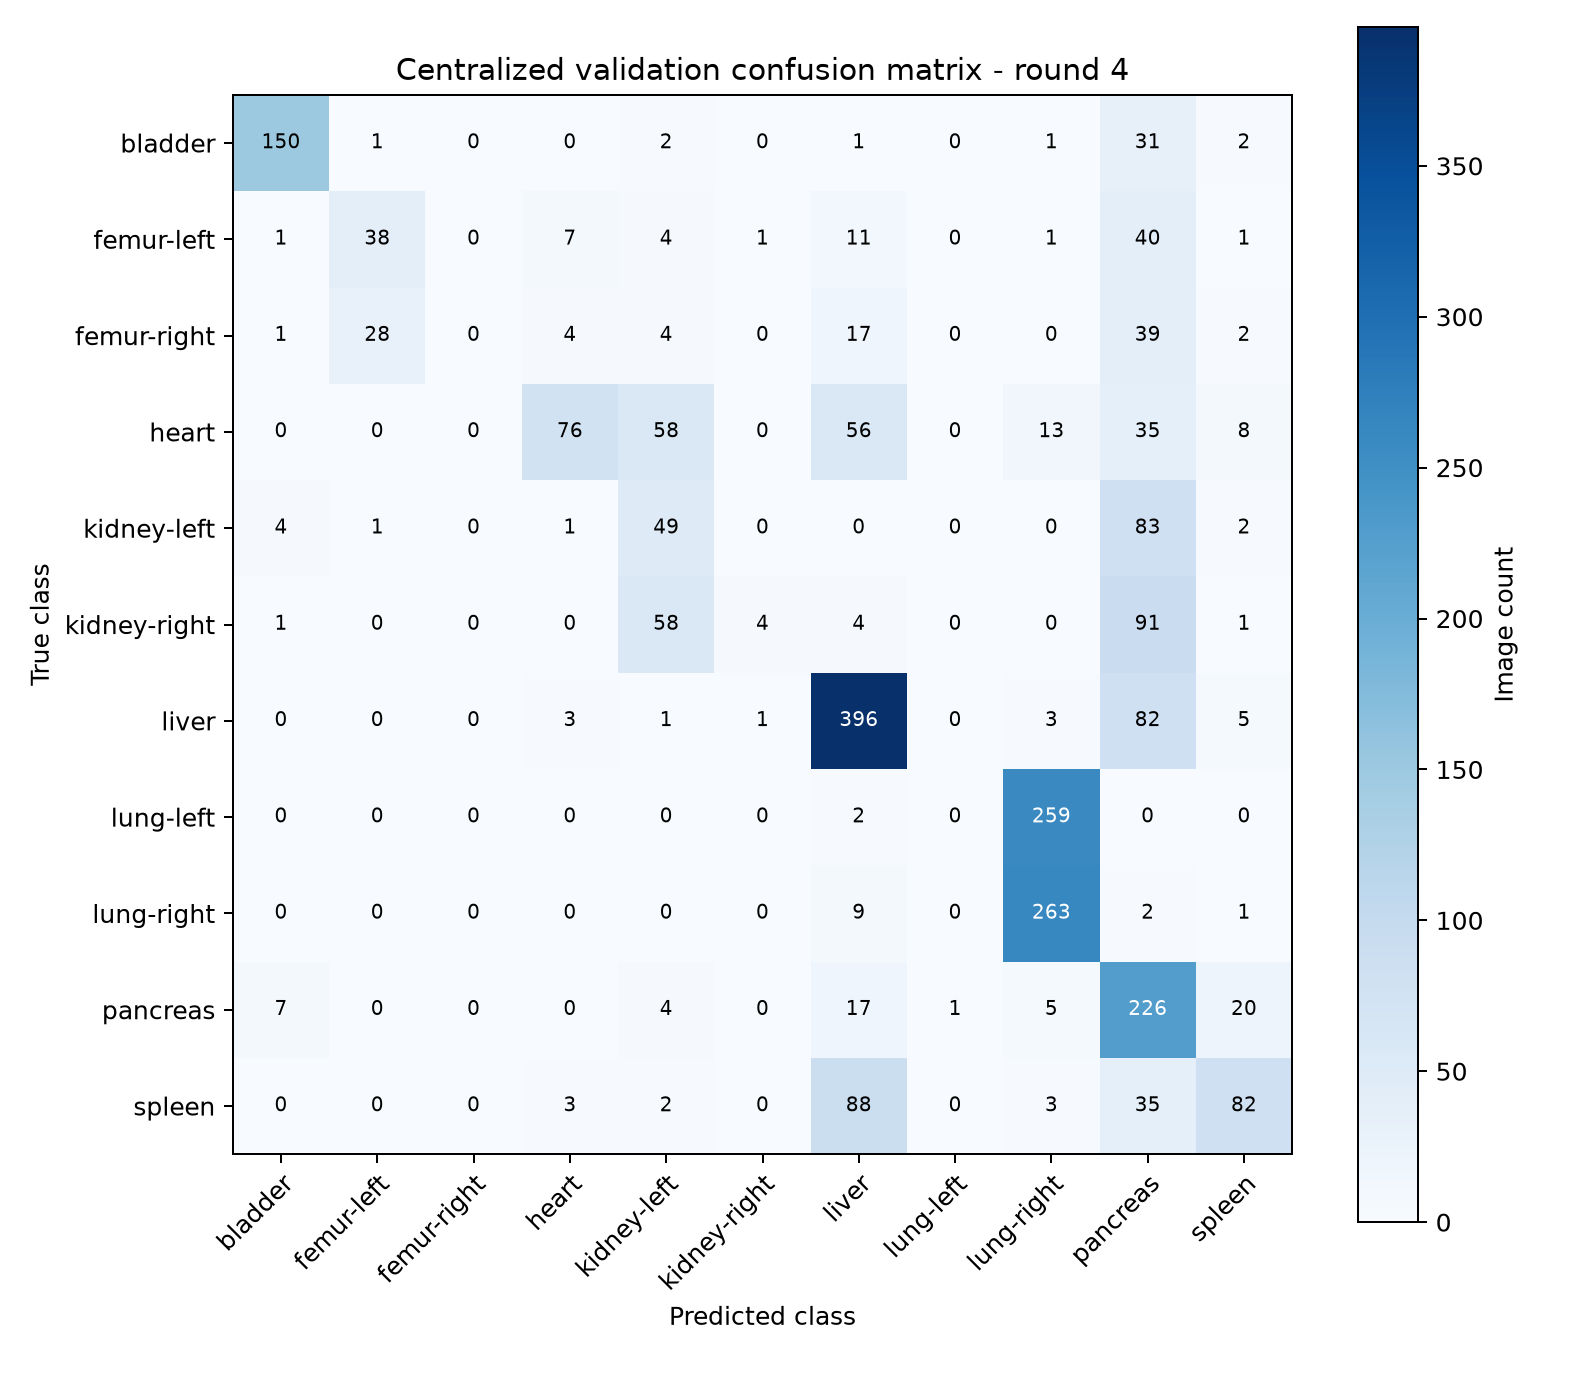 Centralized validation confusion matrix - round 4
bladder 150 1 0 0 2 0 1 0 1 31 2
femur-left 1 38 0 7 4 1 11 0 1 40 1
femur-right 1 28 0 4 4 0 17 0 0 39 2
heart 0 0 0 76 58 0 56 0 13 35 8
kidney-left 4 1 0 1 49 0 0 0 0 83 2
kidney-right 1 0 0 0 58 4 4 0 0 91 1
liver 0 0 0 3 1 1 396 0 3 82 5
lung-left 0 0 0 0 0 0 2 0 259 0 0
lung-right 0 0 0 0 0 0 9 0 263 2 1
pancreas 7 0 0 0 4 0 17 1 5 226 20
spleen 0 0 0 3 2 0 88 0 3 35 82
True class
bladder femur-left femur-right heart kidney-left kidney-right liver lung-left lung-right pancreas spleen
Predicted class
350
300
250
200
150
100
50
0
Image count